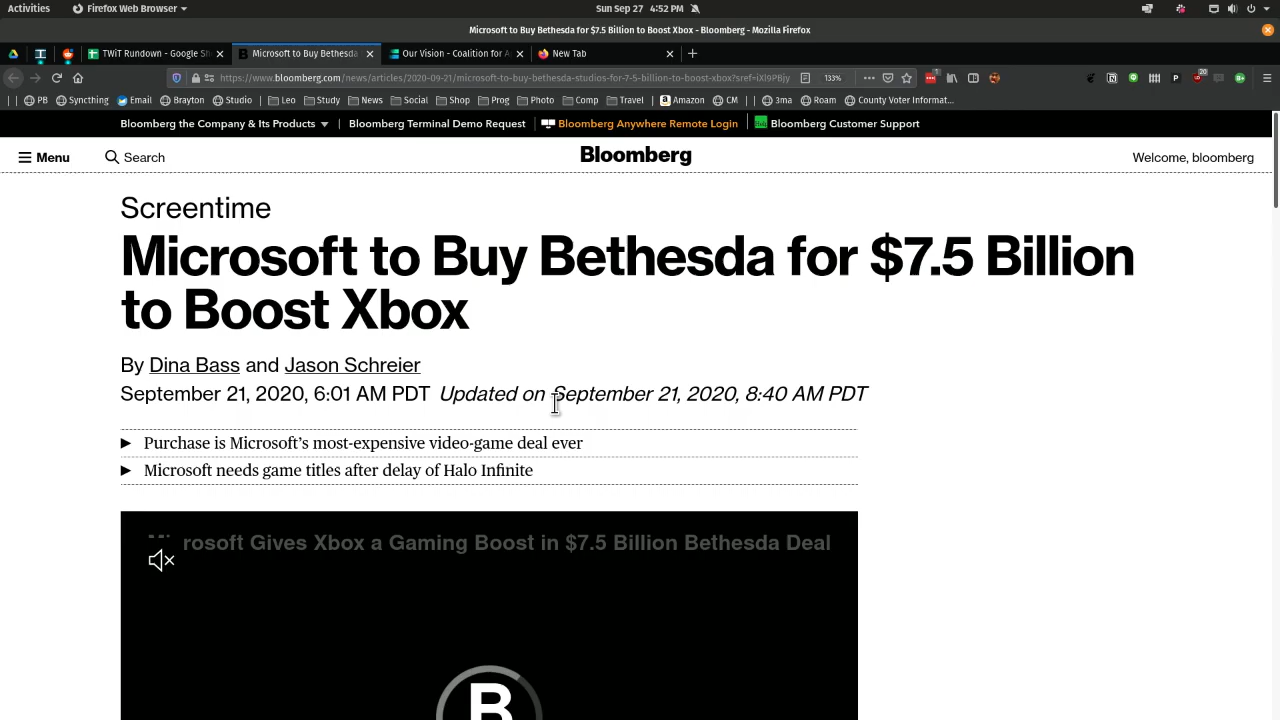 Activities Firefox Web Browser Sun Sep 27 4:52 PM
Microsoft to Buy Bethesda for $7.5 Billion to Boost Xbox - Bloomberg - Mozilla Firefox
TWiT Rundown - Google Sh Microsoft to Buy Bethesda Our Vision - Coalition for A New Tab
https://www.bloomberg.com/news/articles/2020-09-21/microsoft-to-buy-bethesda-studios-for-7-5-billion-to-boost-xbox?sref= 133%
PB Syncthing Email Brayton Studio Leo Study News Social Shop Prog Photo Comp Travel Amazon CM 3ma Roam County Voter Informat...
Bloomberg the Company & Its Products Bloomberg Terminal Demo Request Bloomberg Anywhere Remote Login Bloomberg Customer Support
Menu Search Bloomberg Welcome, bloomberg
Screentime
Microsoft to Buy Bethesda for $7.5 Billion
to Boost Xbox
By Dina Bass and Jason Schreier
September 21, 2020, 6:01 AM PDT Updated on September 21, 2020, 8:40 AM PDT
Purchase is Microsoft's most-expensive video-game deal ever
Microsoft needs game titles after delay of Halo Infinite
rosoft Gives Xbox a Gaming Boost in $7.5 Billion Bethesda Deal
B